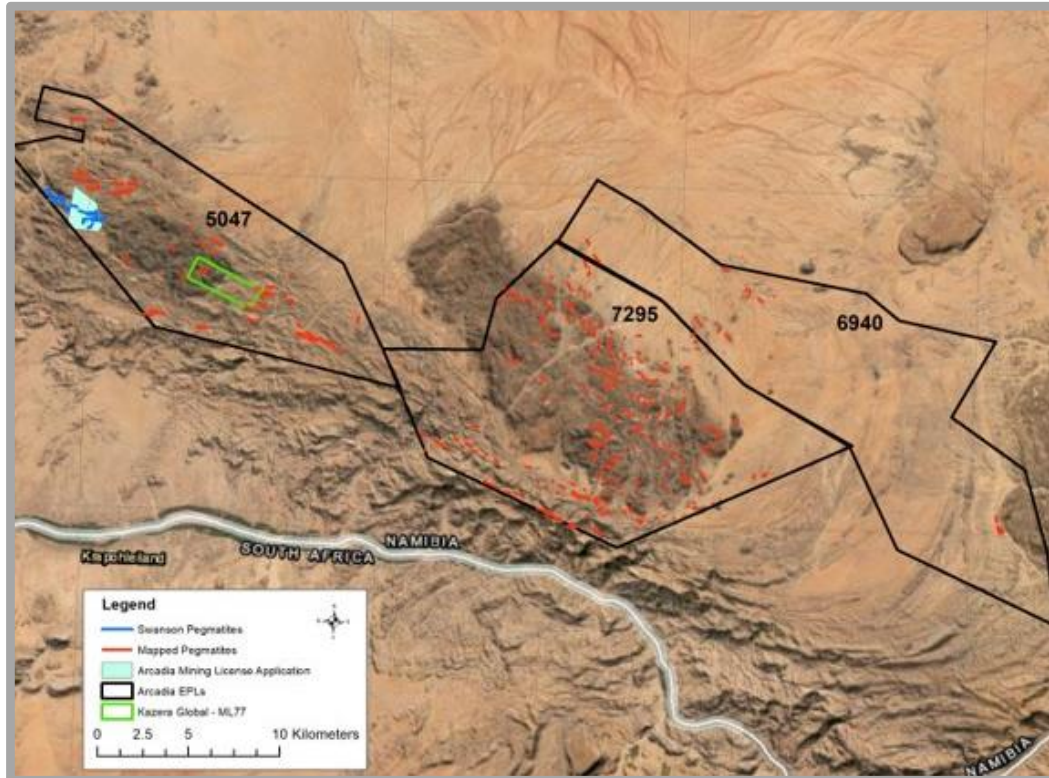 5047
7295
6940
NAMIBIA
SOUTH AFRICA
NAMIBIA
Legend
Swanson Pegmatites
Mapped Pegmatites
Arcadia Mining License Application
Arcadia EPLs
Kazera Global - ML77
0 2.5 5 10 Kilometers